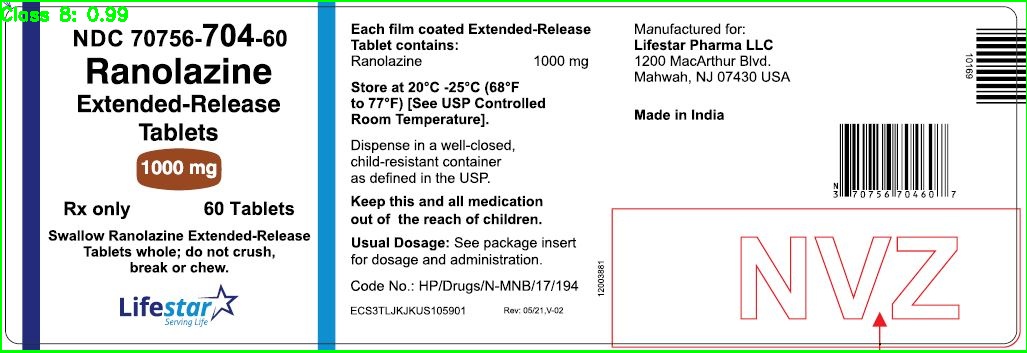 Class 8: 0.99
NDC 70756-704-60
Ranolazine
Extended-Release
Tablets
1000 mg
Rx only 60 Tablets
Swallow Ranolazine Extended-Release
Tablets whole; do not crush,
break or chew.
Lifestar
Serving Life
Each film coated Extended-Release
Tablet contains:
Ranolazine 1000 mg
Store at 20°C -25°C (68°F
to 77°F) [See USP Controlled
Room Temperature].
Dispense in a well-closed,
child-resistant container
as defined in the USP.
Keep this and all medication
out of the reach of children.
Usual Dosage: See package insert
for dosage and administration.
Code No.: HP/Drugs/N-MNB/17/194
ECS3TLJKJKUS105901 Rev: 05/21,V-02
Manufactured for:
Lifestar Pharma LLC
1200 MacArthur Blvd.
Mahwah, NJ 07430 USA
Made in India
10169
N
3 70756 70460 7
12003881
NVZ